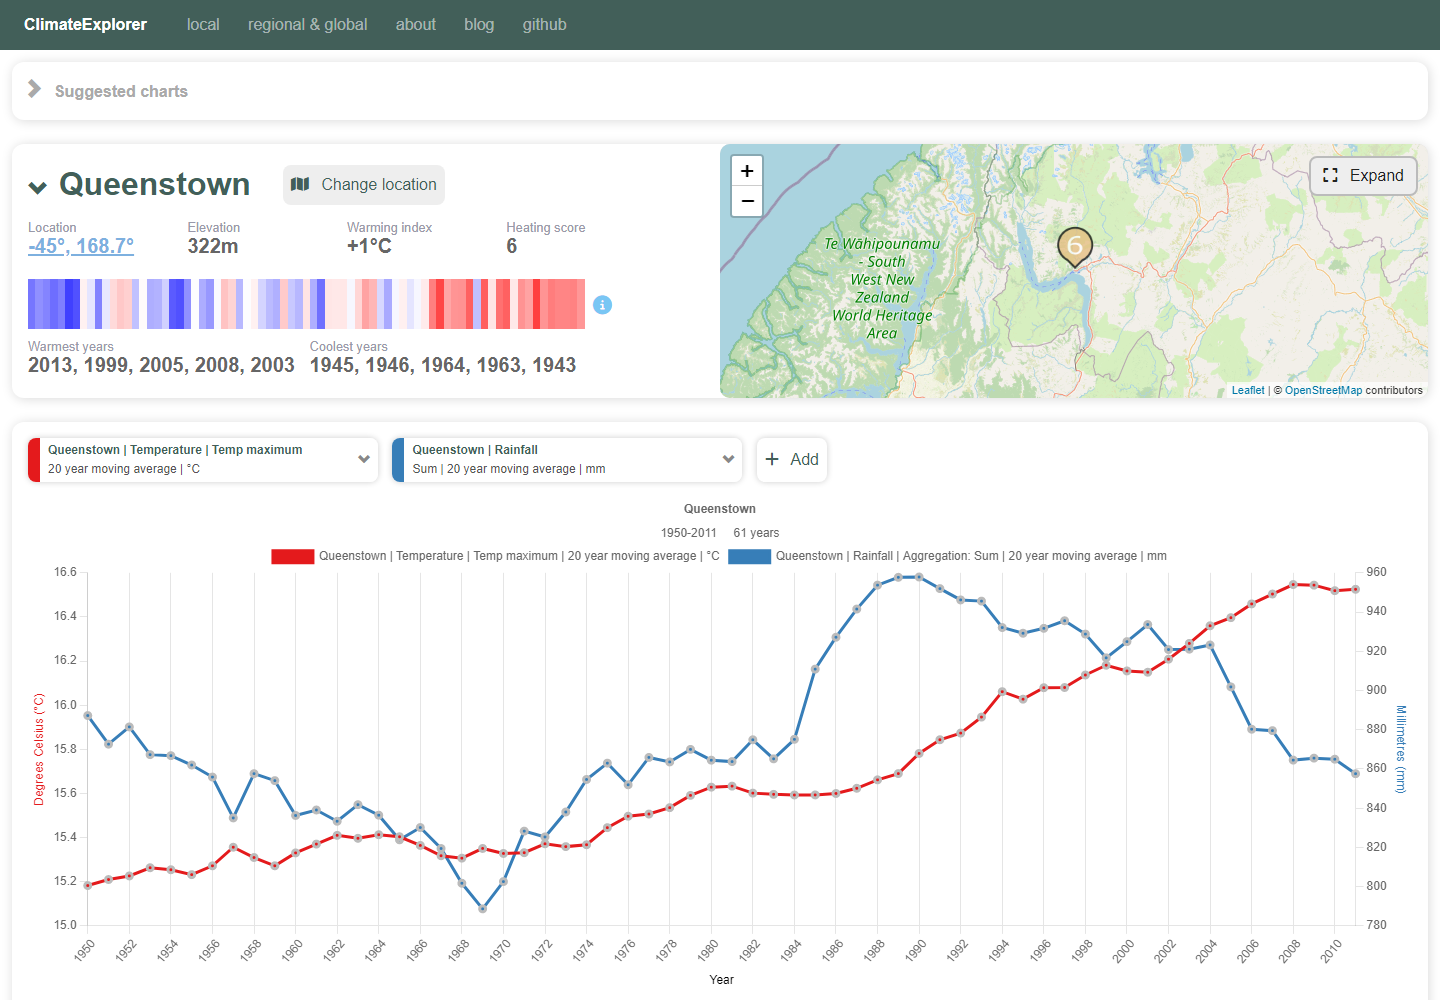 ClimateExplorer local regional & global about blog github
Suggested charts
Queenstown Change location
Location Elevation Warming index Heating score
-45°, 168.7° 322m +1°C 6
Warmest years Coolest years
2013, 1999, 2005, 2008, 2003 1945, 1946, 1964, 1963, 1943
+
−
Expand
6
Te Wāhipounamu
- South
West New
Zealand
World Heritage
Area
Leaflet | © OpenStreetMap contributors
Queenstown | Temperature | Temp maximum
20 year moving average | °C
Queenstown | Rainfall
Sum | 20 year moving average | mm
+ Add
Queenstown
1950-2011 61 years
Queenstown | Temperature | Temp maximum | 20 year moving average | °C Queenstown | Rainfall | Aggregation: Sum | 20 year moving average | mm
16.6
16.4
16.2
16.0
15.8
15.6
15.4
15.2
15.0
Degrees Celsius (°C)
960
940
920
900
880
860
840
820
800
780
Millimetres (mm)
1950 1952 1954 1956 1958 1960 1962 1964 1966 1968 1970 1972 1974 1976 1978 1980 1982 1984 1986 1988 1990 1992 1994 1996 1998 2000 2002 2004 2006 2008 2010
Year